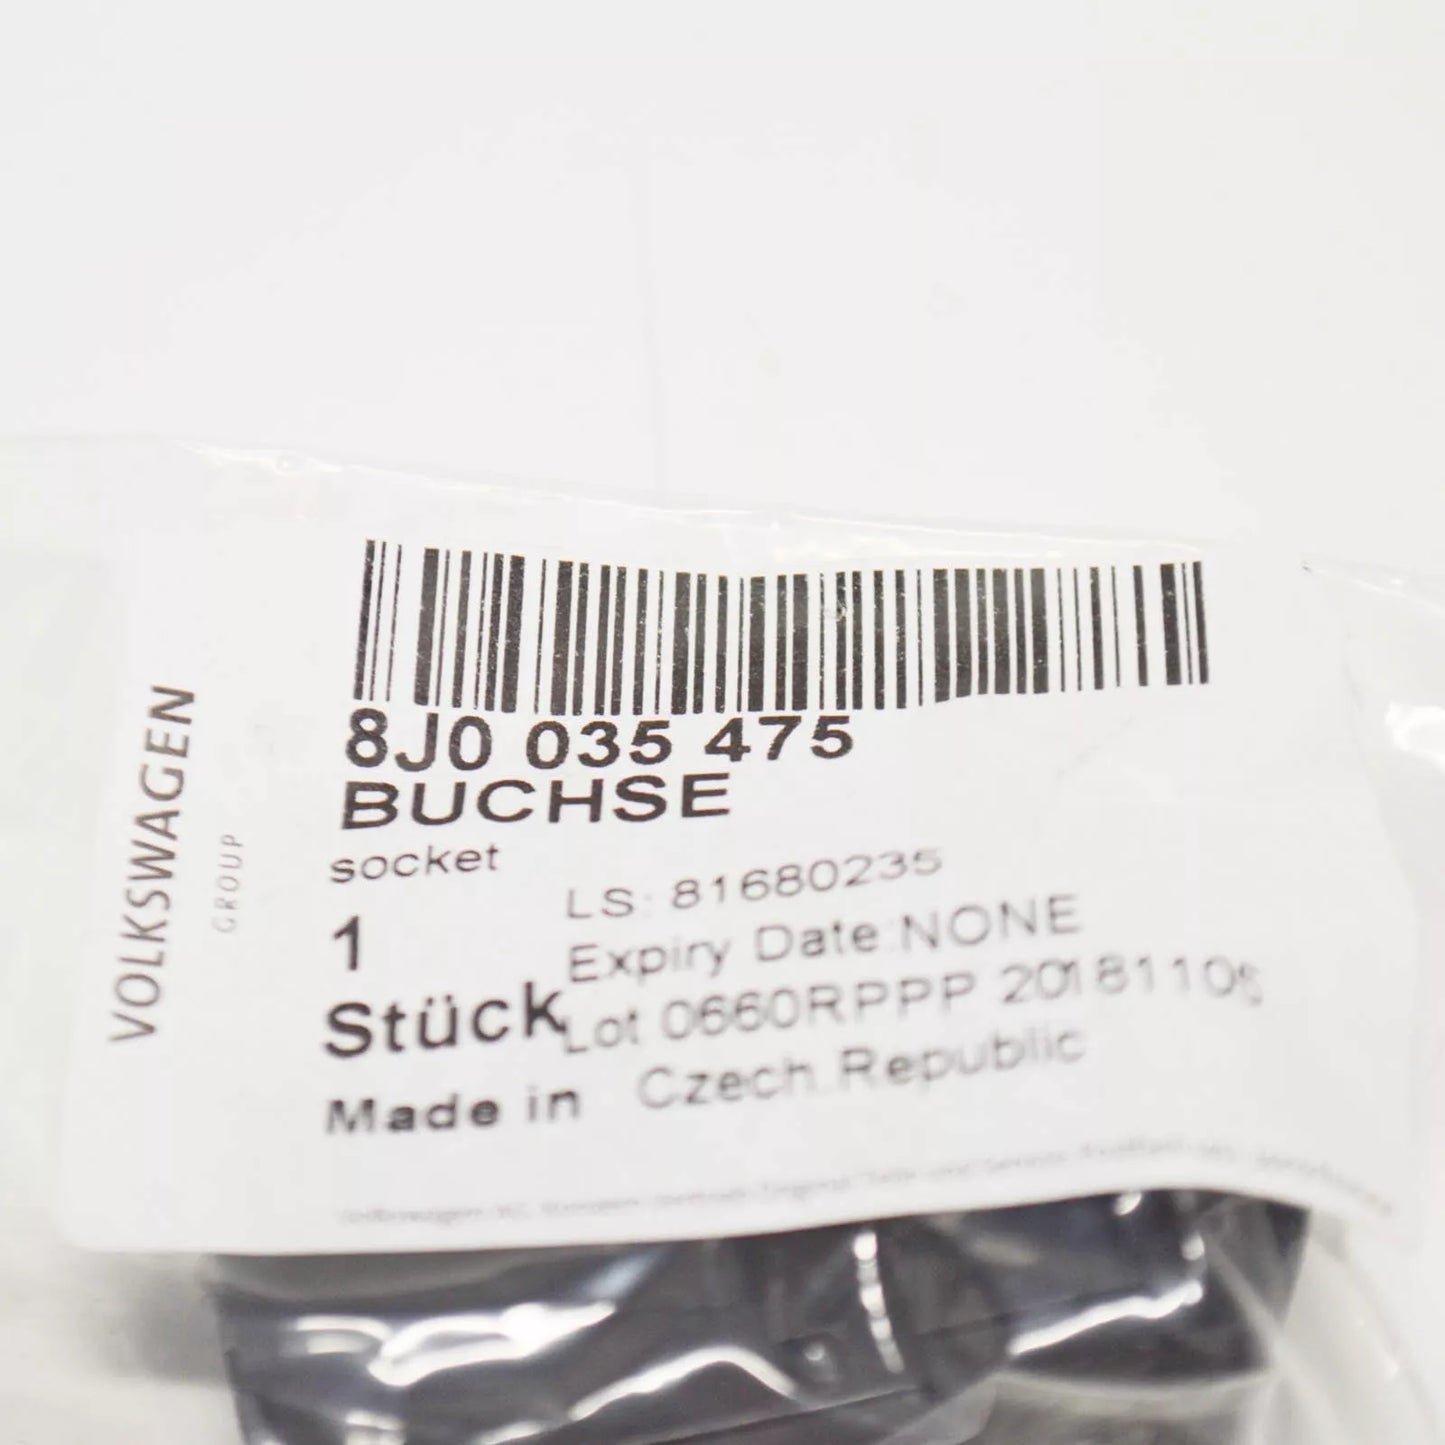 VOLKSWAGEN
GROUP
8J0 035 475
BUCHSE
socket
1
Stück
LS: 81680235
Expiry Date:NONE
Lot 0660RPPP 20181105
Made in Czech Republic